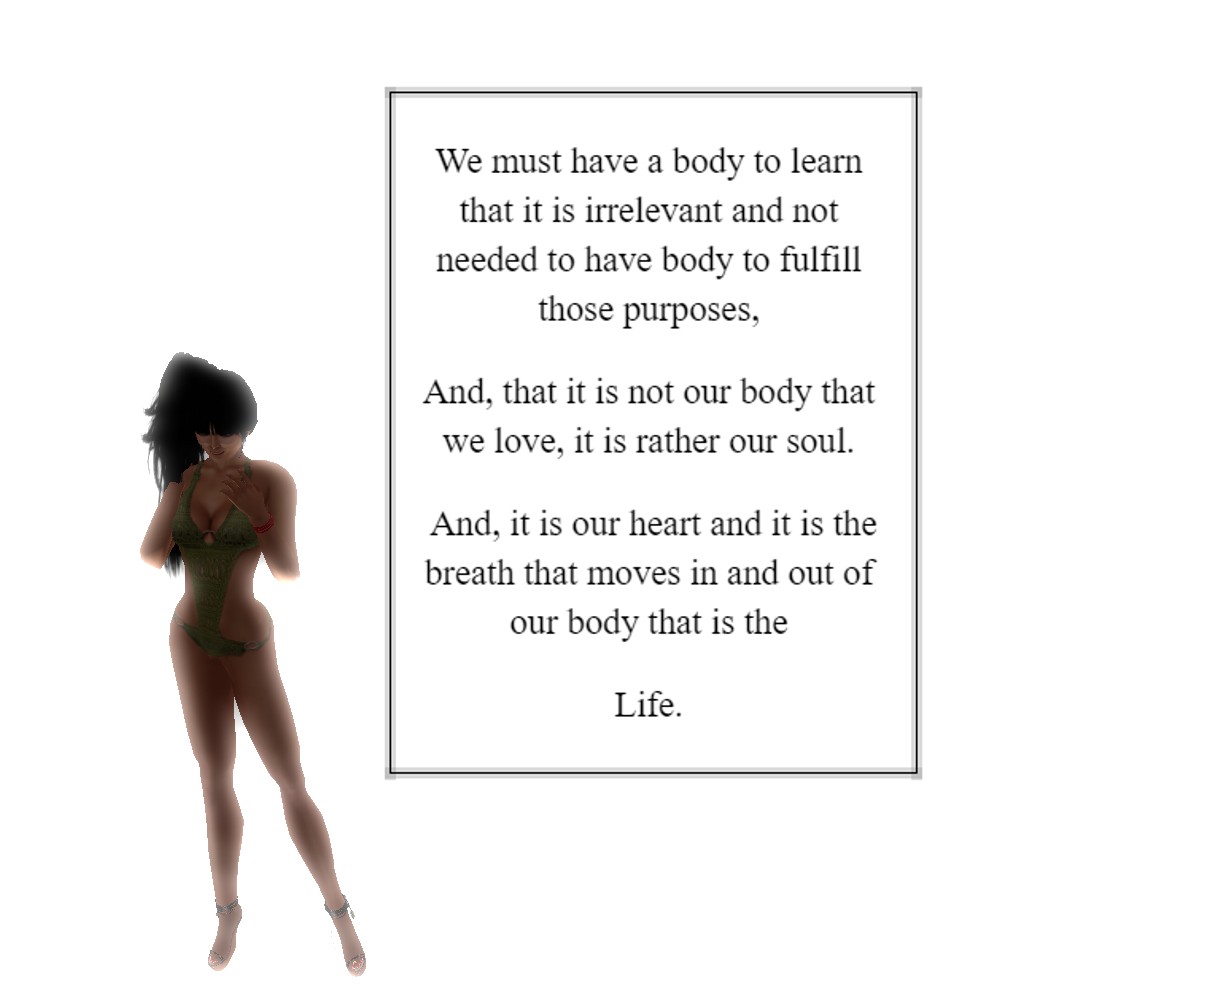 We must have a body to learn
that it is irrelevant and not
needed to have body to fulfill
those purposes,
And, that it is not our body that
we love, it is rather our soul.
And, it is our heart and it is the
breath that moves in and out of
our body that is the
Life.